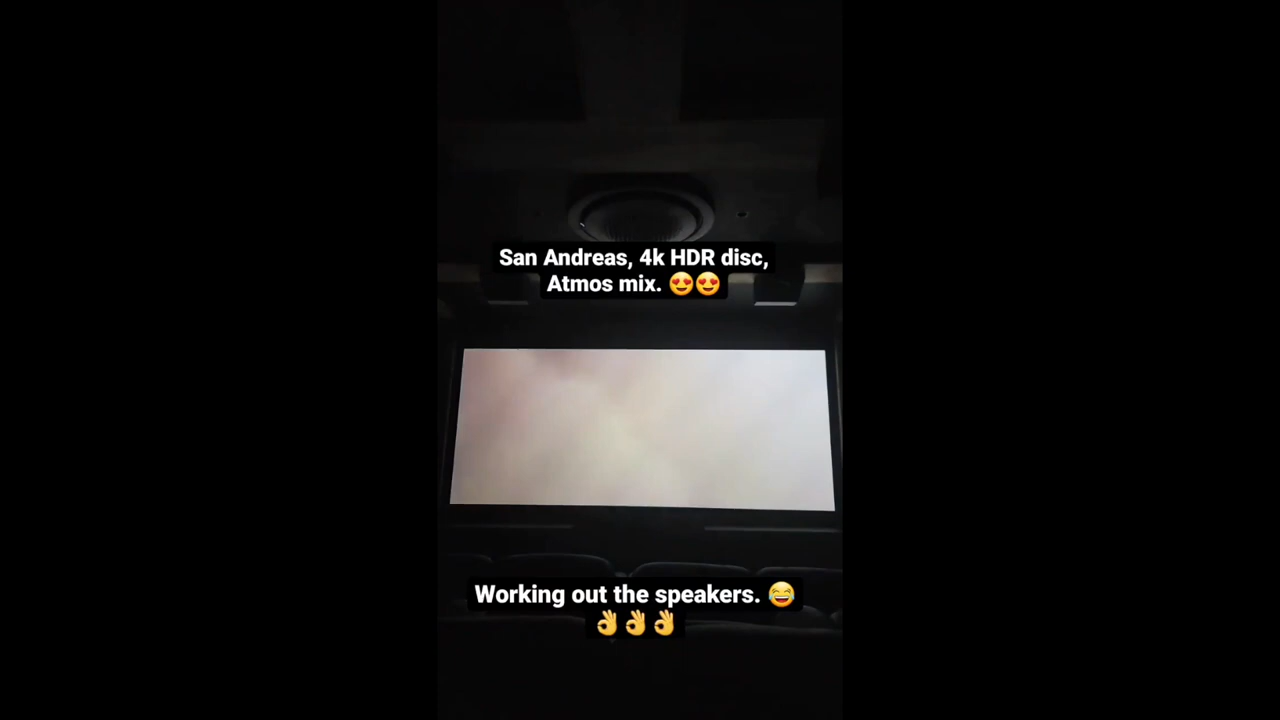 San Andreas, 4k HDR disc,
Atmos mix. 😍😍
Working out the speakers. 😂
👌👌👌